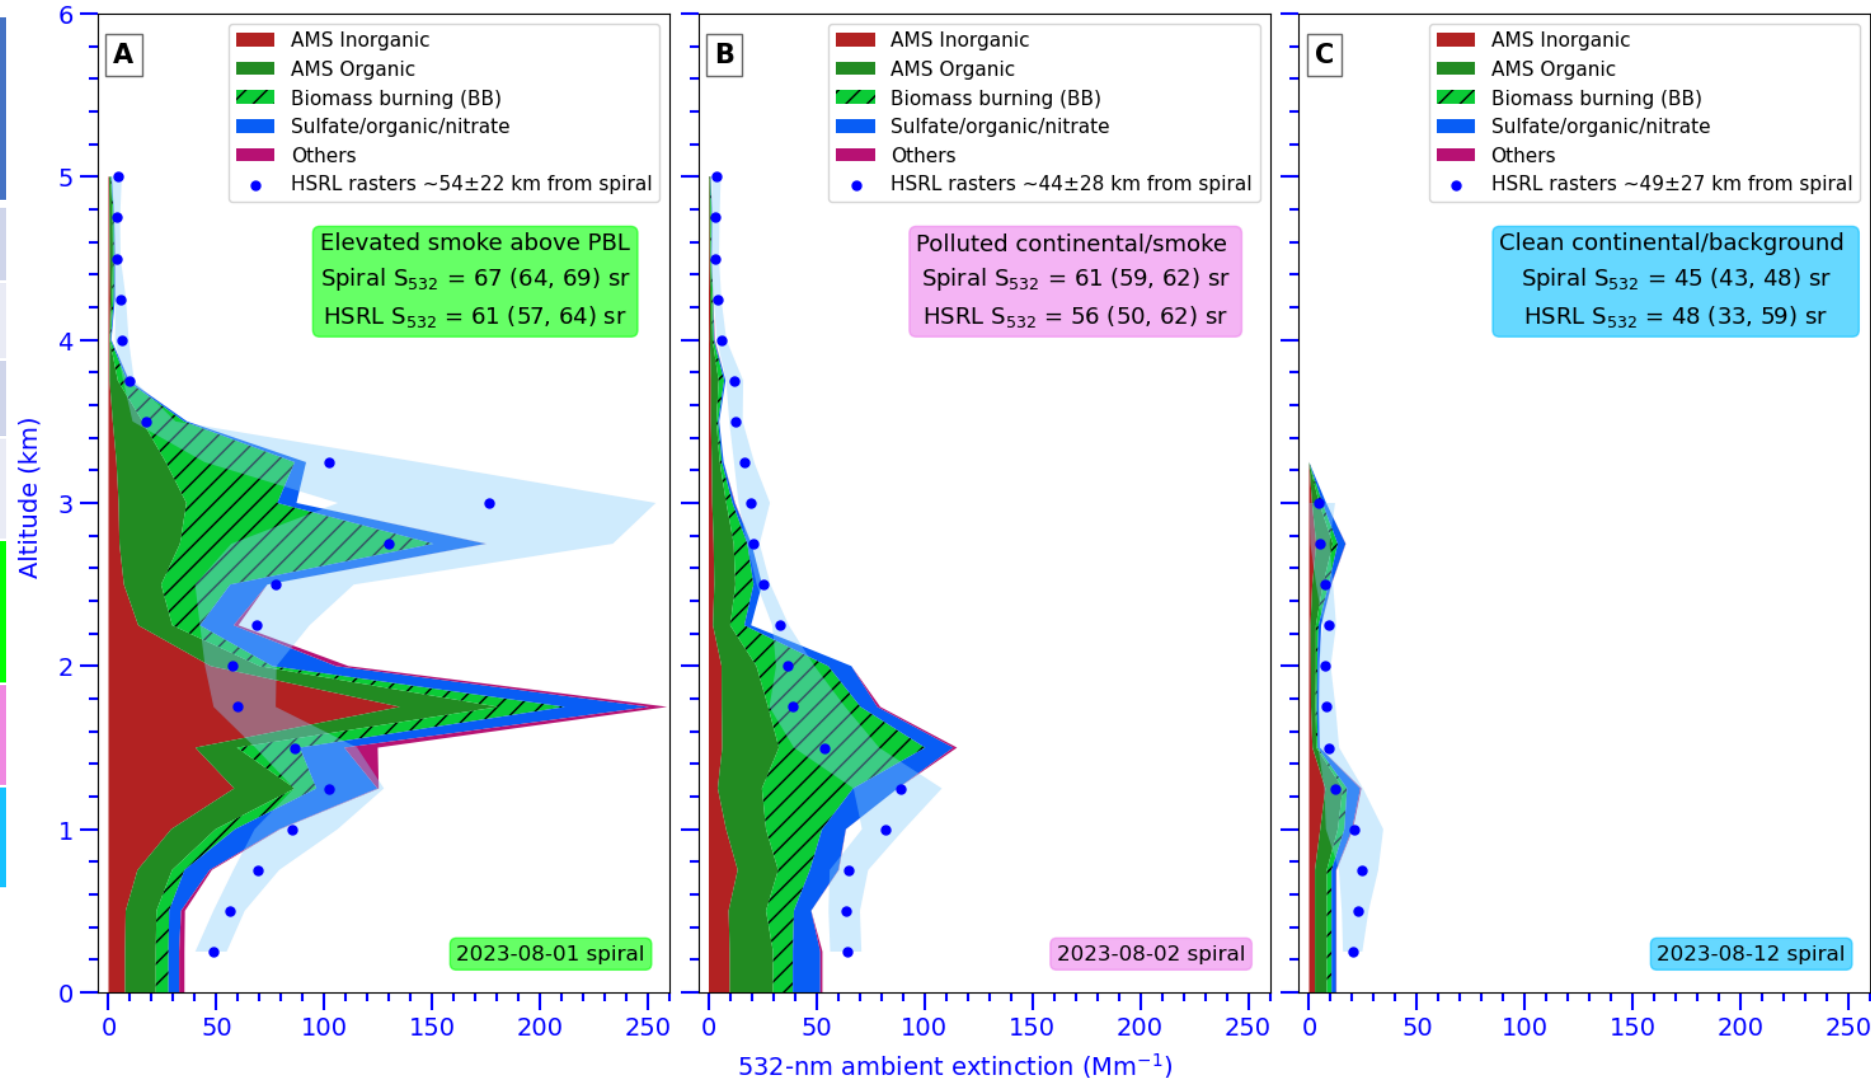 A
AMS Inorganic
AMS Organic
Biomass burning (BB)
Sulfate/organic/nitrate
Others
HSRL rasters ~54±22 km from spiral
Elevated smoke above PBL
Spiral S₅₃₂ = 67 (64, 69) sr
HSRL S₅₃₂ = 61 (57, 64) sr
2023-08-01 spiral
B
AMS Inorganic
AMS Organic
Biomass burning (BB)
Sulfate/organic/nitrate
Others
HSRL rasters ~44±28 km from spiral
Polluted continental/smoke
Spiral S₅₃₂ = 61 (59, 62) sr
HSRL S₅₃₂ = 56 (50, 62) sr
2023-08-02 spiral
C
AMS Inorganic
AMS Organic
Biomass burning (BB)
Sulfate/organic/nitrate
Others
HSRL rasters ~49±27 km from spiral
Clean continental/background
Spiral S₅₃₂ = 45 (43, 48) sr
HSRL S₅₃₂ = 48 (33, 59) sr
2023-08-12 spiral
Altitude (km)
6
5
4
3
2
1
0
0 50 100 150 200 250
0 50 100 150 200 250
0 50 100 150 200 250
532-nm ambient extinction (Mm⁻¹)